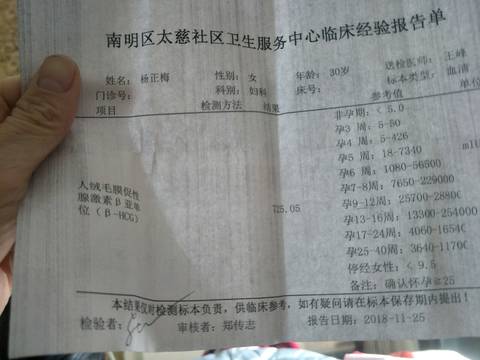 南明区太慈社区卫生服务中心临床经验报告单
姓名: 杨正梅 性别: 女 年龄: 30岁 送检医师: 王峰
门诊号: 科别: 妇科 床号: 标本类型: 血清
项目 检测方法 结果 参考值 单位
非孕期: < 5.0
孕3 周: 5-50
孕4 周: 5-426
孕5 周: 18-7340
孕6 周: 1080-56500
孕7-8周: 7650-229000
人绒毛膜促性腺激素β亚单位(β-HCG) 725.05 mIU
孕9-12周: 25700-28800
孕13-16周: 13300-254000
孕17-24周: 4060-1654
孕25-40周: 3640-1170
停经女性: < 9.5
备注: 确认怀孕≥25
本结果仅对检测标本负责, 供临床参考, 如有疑问请在标本保存期内提出!
检验者: 审核者: 郑传志 报告日期: 2018-11-25